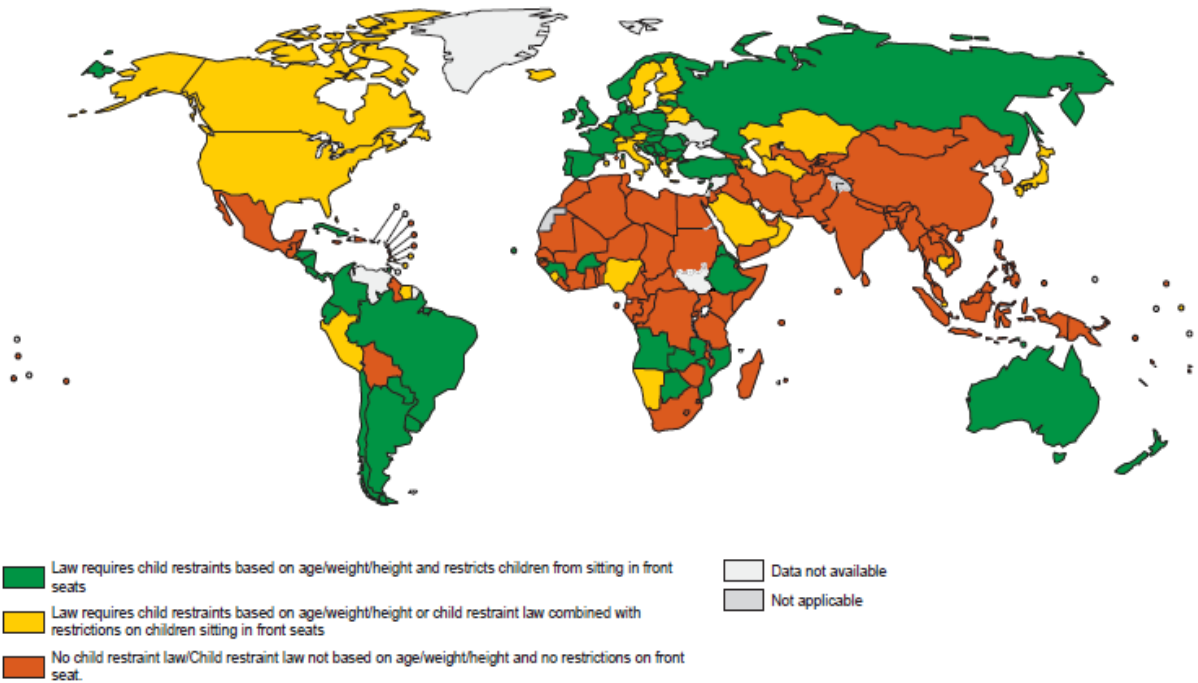 Law requires child restraints based on age/weight/height and restricts children from sitting in front
seats
Law requires child restraints based on age/weight/height or child restraint law combined with
restrictions on children sitting in front seats
No child restraint law/Child restraint law not based on age/weight/height and no restrictions on front
seat.
Data not available
Not applicable